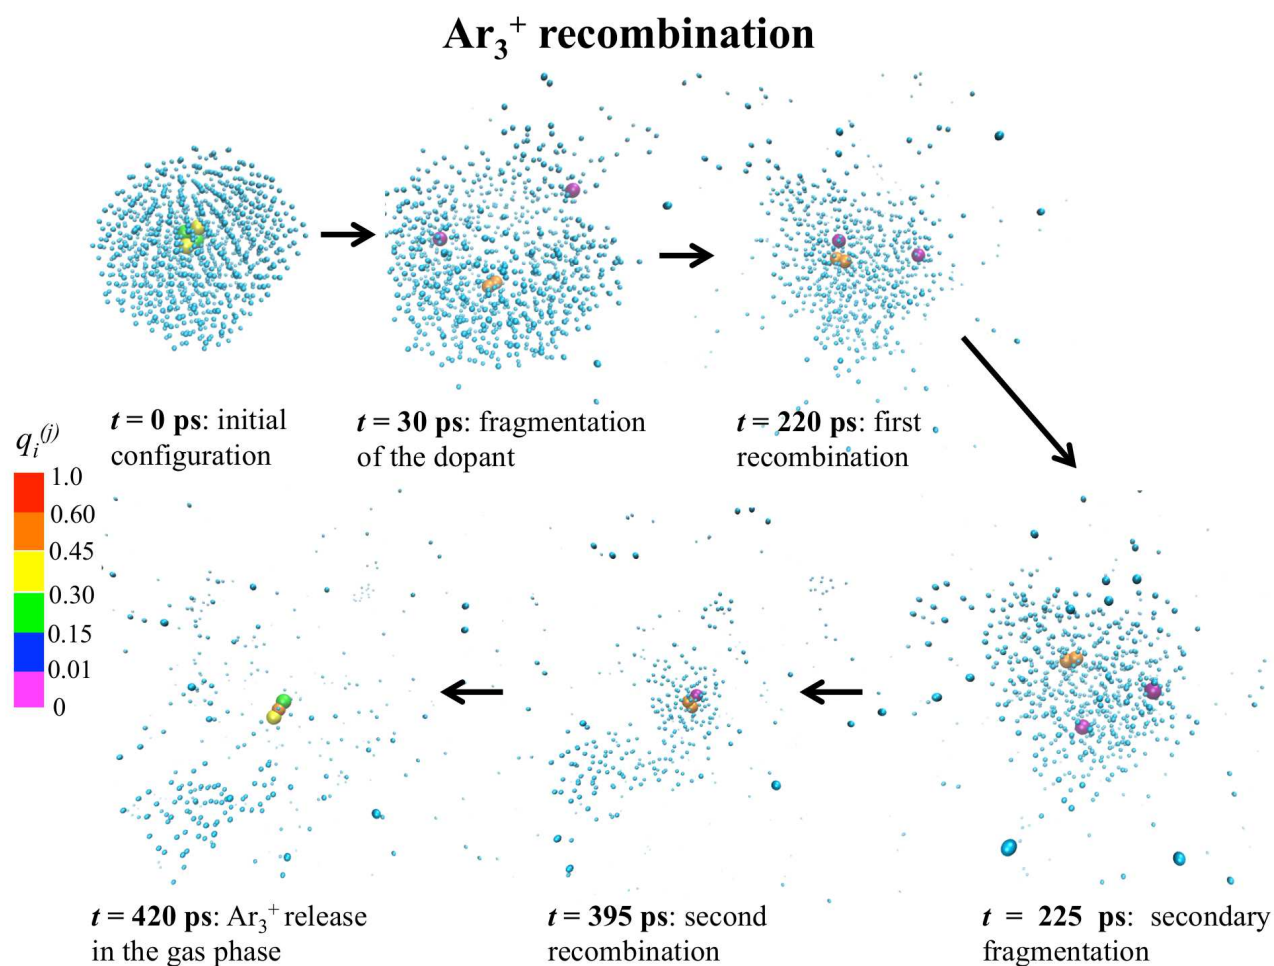 Ar₃⁺ recombination
t = 0 ps: initial
configuration
t = 30 ps: fragmentation
of the dopant
t = 220 ps: first
recombination
qᵢ⁽ʲ⁾
1.0
0.60
0.45
0.30
0.15
0.01
0
t = 420 ps: Ar₃⁺ release
in the gas phase
t = 395 ps: second
recombination
t = 225 ps: secondary
fragmentation